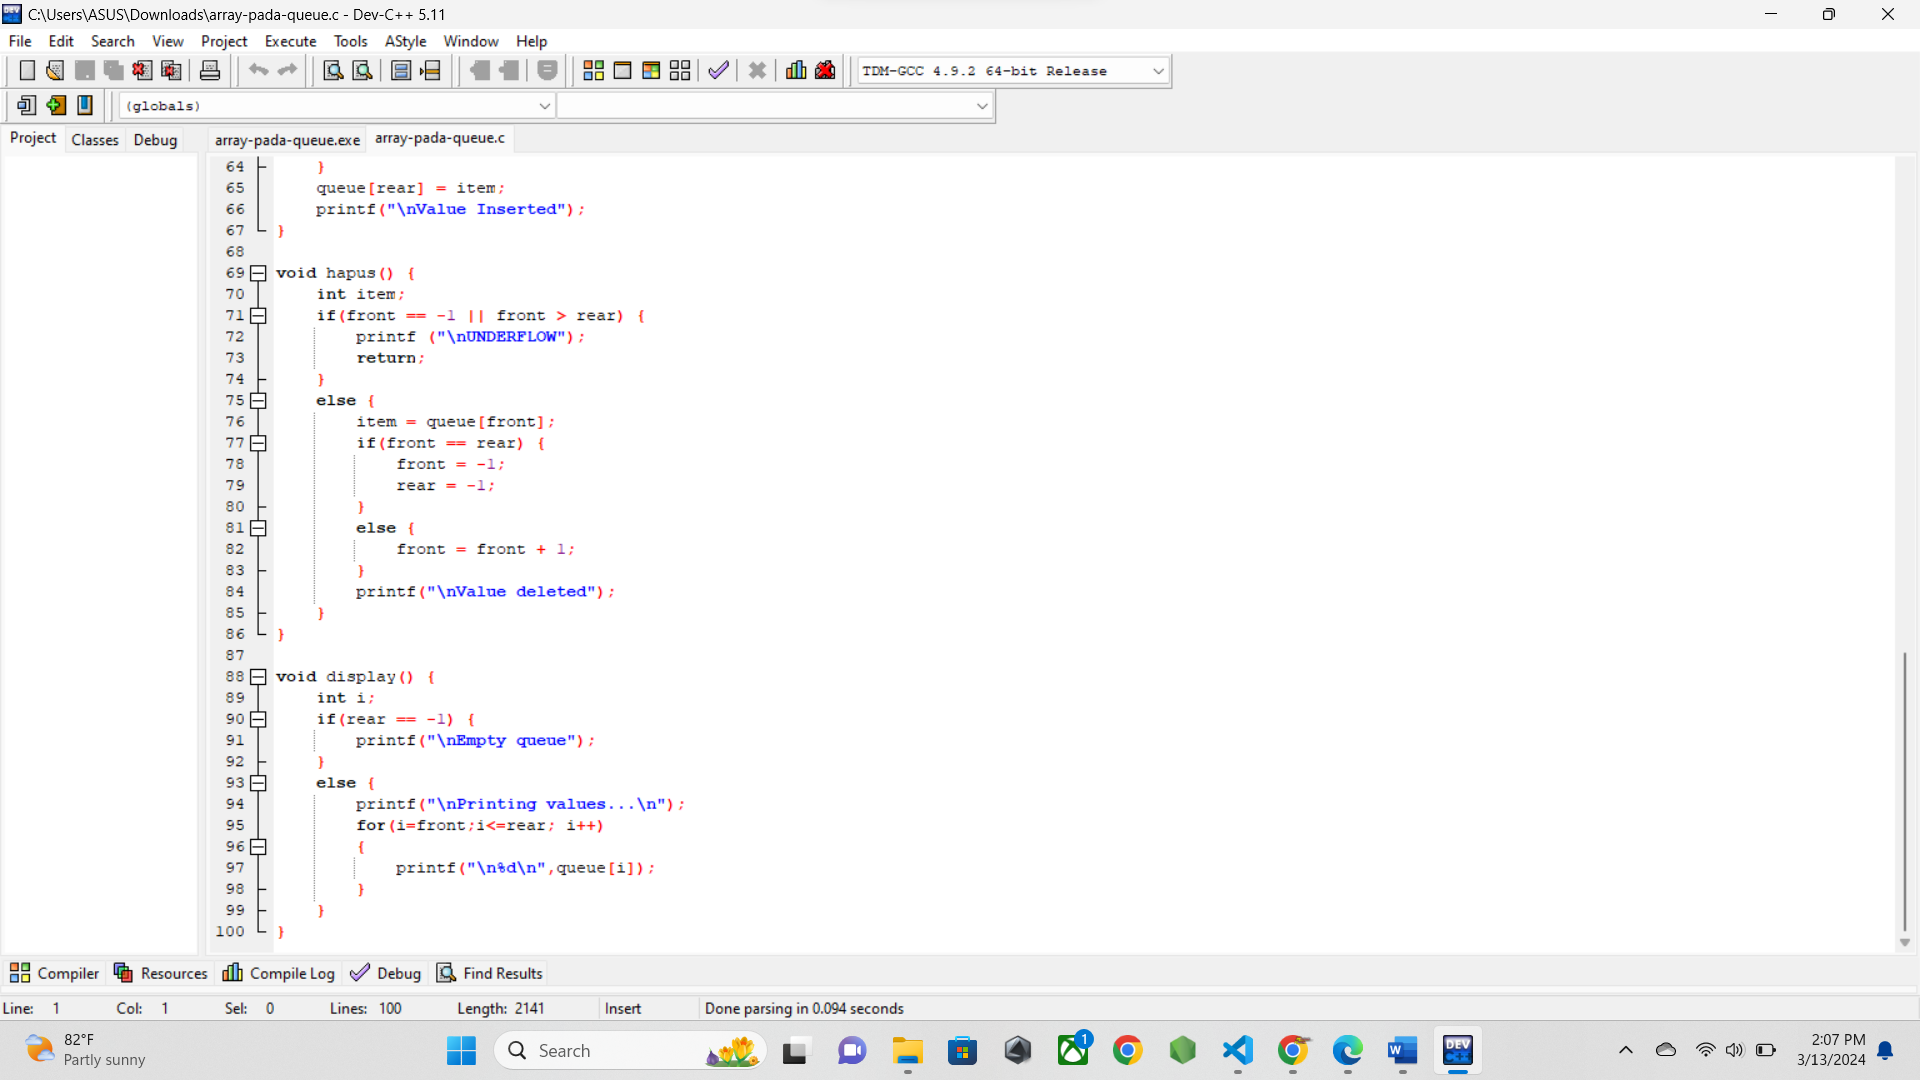 C:\Users\ASUS\Downloads\array-pada-queue.c - Dev-C++ 5.11
File Edit Search View Project Execute Tools AStyle Window Help
TDM-GCC 4.9.2 64-bit Release
(globals)
Project Classes Debug array-pada-queue.exe array-pada-queue.c
64 }
65 queue[rear] = item;
66 printf("\nValue Inserted");
67 }
68
69 void hapus() {
70 int item;
71 if(front == -1 || front > rear) {
72 printf ("\nUNDERFLOW");
73 return;
74 }
75 else {
76 item = queue[front];
77 if(front == rear) {
78 front = -1;
79 rear = -1;
80 }
81 else {
82 front = front + 1;
83 }
84 printf("\nValue deleted");
85 }
86 }
87
88 void display() {
89 int i;
90 if(rear == -1) {
91 printf("\nEmpty queue");
92 }
93 else {
94 printf("\nPrinting values...\n");
95 for(i=front;i<=rear; i++)
96 {
97 printf("\n%d\n",queue[i]);
98 }
99 }
100 }
Compiler Resources Compile Log Debug Find Results
Line: 1 Col: 1 Sel: 0 Lines: 100 Length: 2141 Insert Done parsing in 0.094 seconds
82°F
Partly sunny
Search
1
DEV
C++
2:07 PM
3/13/2024